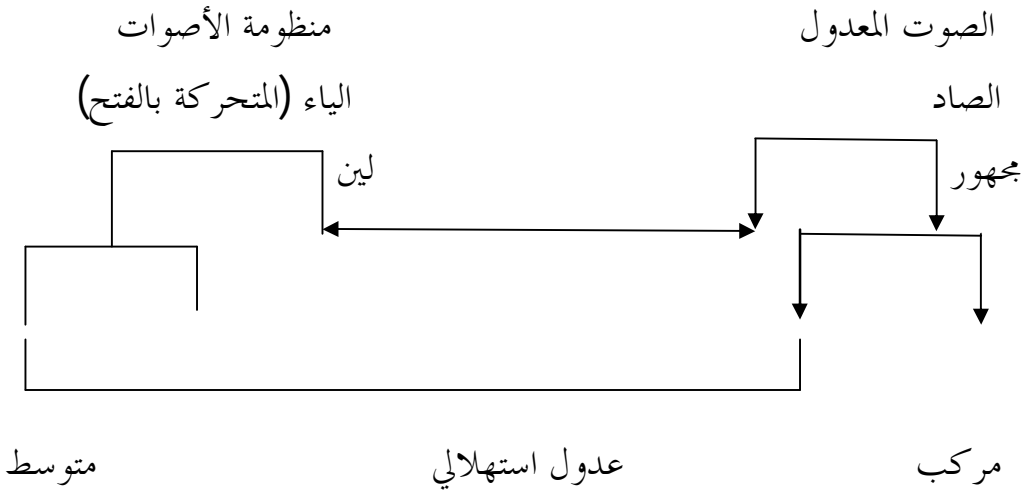 الصوت المعدول منظومة الأصوات
الصاد الياء (المتحركة بالفتح)
مجهور لين
مركب عدول استهلالي متوسط